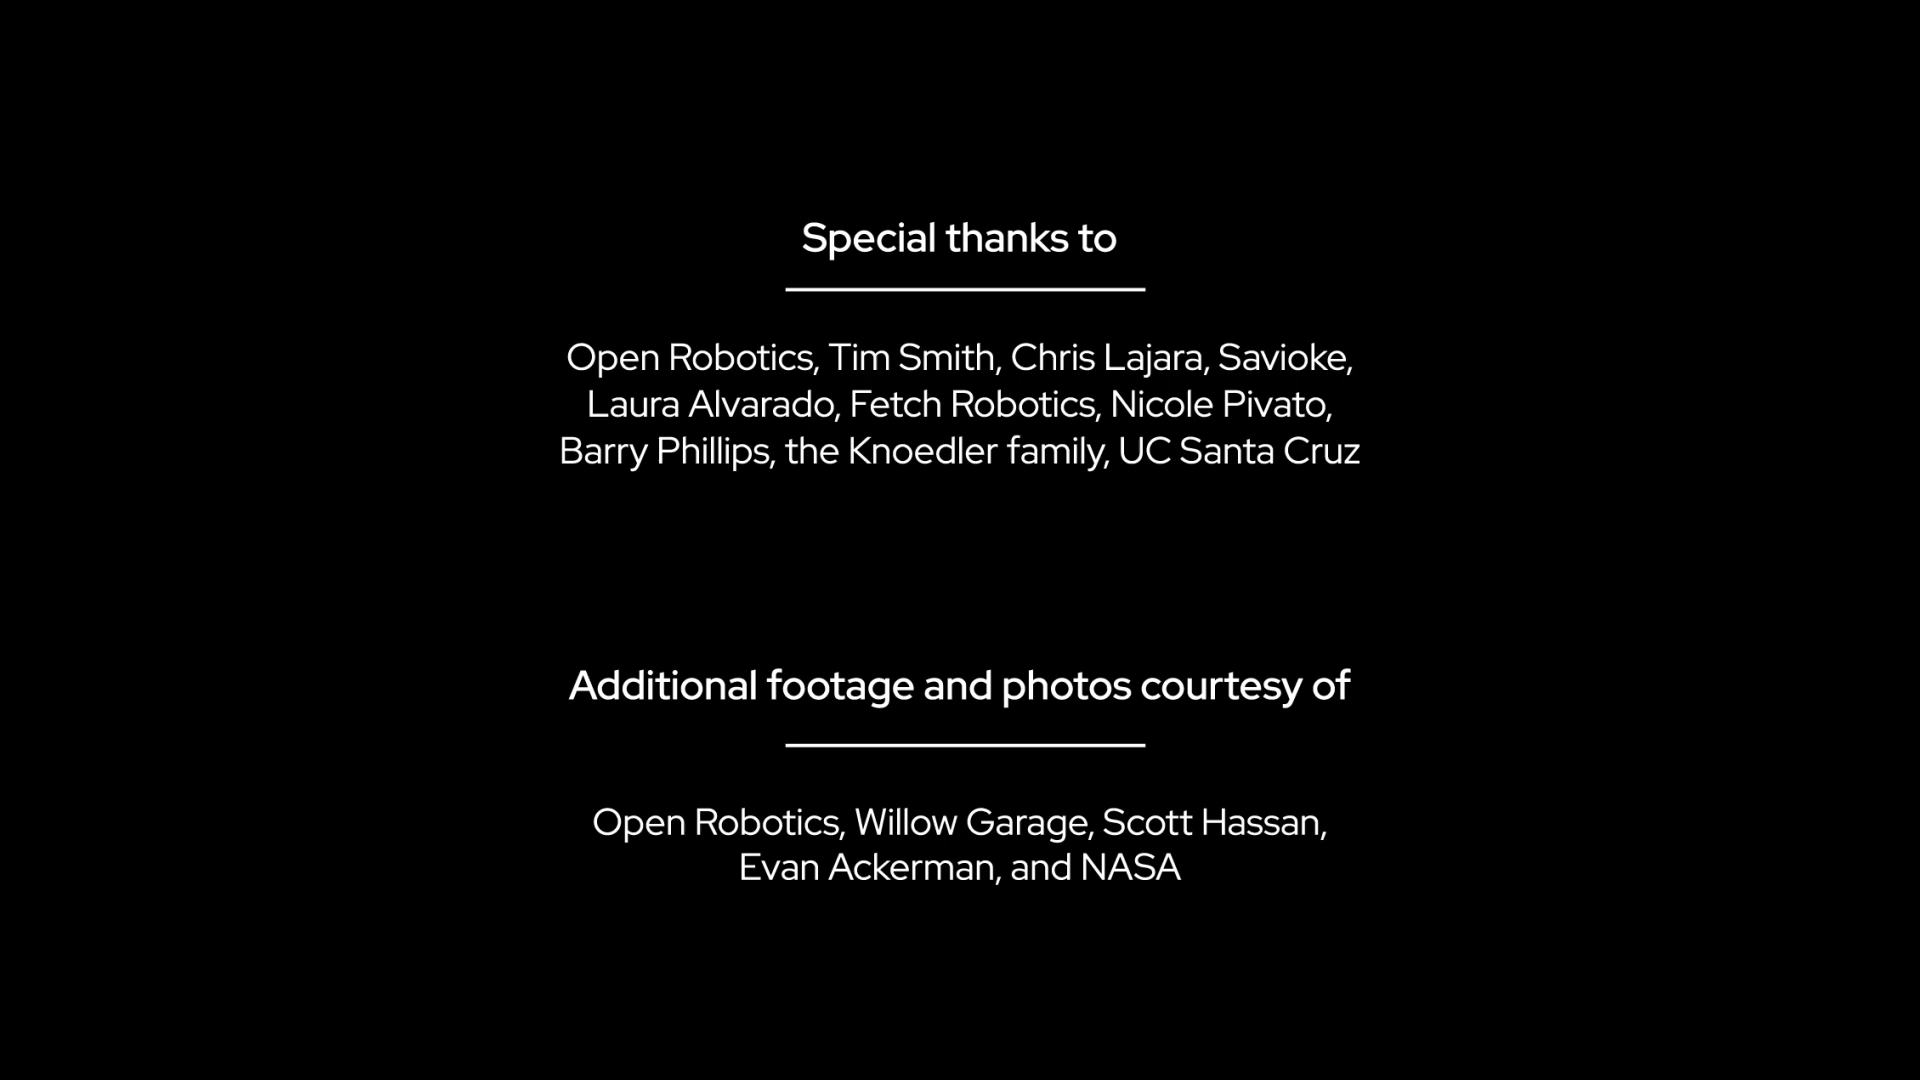 Special thanks to
Open Robotics, Tim Smith, Chris Lajara, Savioke,
Laura Alvarado, Fetch Robotics, Nicole Pivato,
Barry Phillips, the Knoedler family, UC Santa Cruz
Additional footage and photos courtesy of
Open Robotics, Willow Garage, Scott Hassan,
Evan Ackerman, and NASA